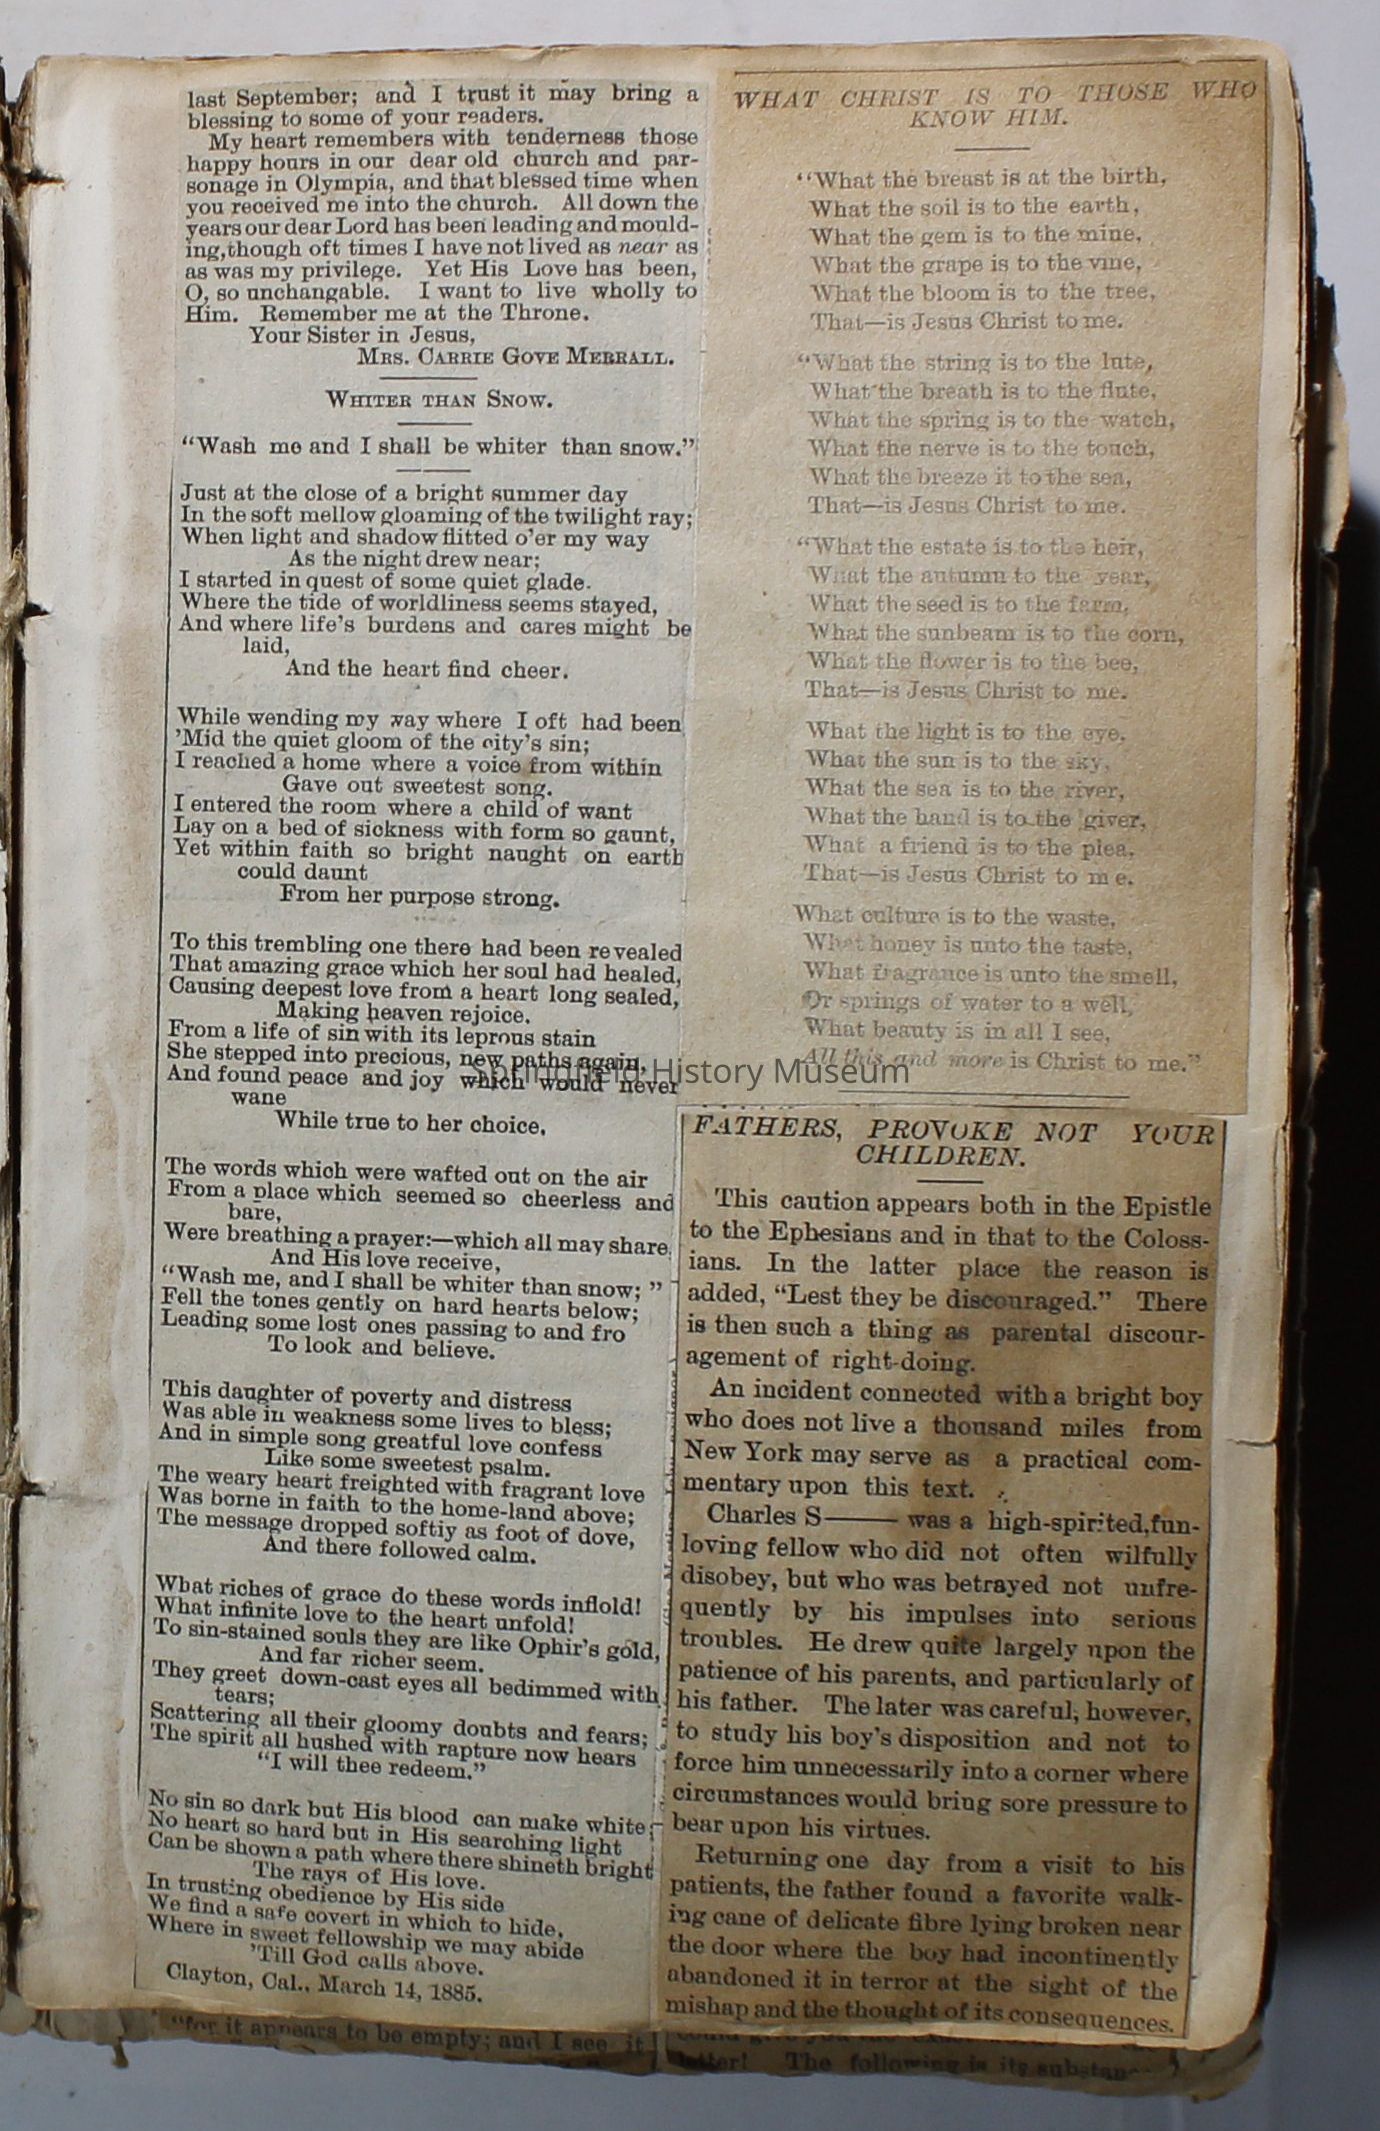 last September; and I trust it may bring a
blessing to some of your readers.
My heart remembers with tenderness those
happy hours in our dear old church and par-
sonage in Olympia, and that blessed time when
you received me into the church. All down the
years our dear Lord has been leading and mould-
ing,though oft times I have not lived as near as
as was my privilege. Yet His Love has been,
O, so unchangable. I want to live wholly to
Him. Remember me at the Throne.
Your Sister in Jesus,
MRS. CARRIE GOVE MERRALL.
WHITER THAN SNOW.
"Wash me and I shall be whiter than snow."
Just at the close of a bright summer day
In the soft mellow gloaming of the twilight ray;
When light and shadow flitted o'er my way
As the night drew near;
I started in quest of some quiet glade.
Where the tide of worldliness seems stayed,
And where life's burdens and cares might be
laid,
And the heart find cheer.
While wending my way where I oft had been
'Mid the quiet gloom of the city's sin;
I reached a home where a voice from within
Gave out sweetest song.
I entered the room where a child of want
Lay on a bed of sickness with form so gaunt,
Yet within faith so bright naught on earth
could daunt
From her purpose strong.
To this trembling one there had been revealed
That amazing grace which her soul had healed,
Causing deepest love from a heart long sealed,
Making heaven rejoice.
From a life of sin with its leprous stain
She stepped into precious, new paths again,
And found peace and joy which would never
wane
While true to her choice.
The words which were wafted out on the air
From a place which seemed so cheerless and
bare,
Were breathing a prayer:—which all may share
And His love receive,
"Wash me, and I shall be whiter than snow; "
Fell the tones gently on hard hearts below;
Leading some lost ones passing to and fro
To look and believe.
This daughter of poverty and distress
Was able in weakness some lives to bless;
And in simple song greatful love confess
Like some sweetest psalm.
The weary heart freighted with fragrant love
Was borne in faith to the home-land above;
The message dropped softly as foot of dove,
And there followed calm.
What riches of grace do these words inflold!
What infinite love to the heart unfold!
To sin-stained souls they are like Ophir's gold,
And far richer seem.
They greet down-cast eyes all bedimmed with
tears;
Scattering all their gloomy doubts and fears;
The spirit all hushed with rapture now hears
"I will thee redeem."
No sin so dark but His blood can make white;
No heart so hard but in His searching light
Can be shown a path where there shineth bright
The rays of His love.
In trusting obedience by His side
We find a safe covert in which to hide,
Where in sweet fellowship we may abide
'Till God calls above.
Clayton, Cal., March 14, 1885.
"for it appears to be empty; and I see it
WHAT CHRIST IS TO THOSE WHO
KNOW HIM.
"What the breast is at the birth,
What the soil is to the earth,
What the gem is to the mine,
What the grape is to the vine,
What the bloom is to the tree,
That—is Jesus Christ to me.
"What the string is to the lute,
What the breath is to the flute,
What the spring is to the watch,
What the nerve is to the touch,
What the breeze it to the sea,
That—is Jesus Christ to me.
"What the estate is to the heir,
What the autumn to the year,
What the seed is to the farm,
What the sunbeam is to the corn,
What the flower is to the bee,
That—is Jesus Christ to me.
What the light is to the eye,
What the sun is to the sky,
What the sea is to the river,
What the hand is to the giver,
What a friend is to the plea,
That—is Jesus Christ to me.
What culture is to the waste,
What honey is unto the taste,
What fragrance is unto the smell,
Or springs of water to a well,
What beauty is in all I see,
All this and more is Christ to me."
Springfield History Museum
FATHERS, PROVOKE NOT YOUR
CHILDREN.
This caution appears both in the Epistle
to the Ephesians and in that to the Coloss-
ians. In the latter place the reason is
added, "Lest they be discouraged." There
is then such a thing as parental discour-
agement of right-doing.
An incident connected with a bright boy
who does not live a thousand miles from
New York may serve as a practical com-
mentary upon this text.
Charles S—— was a high-spirited,fun-
loving fellow who did not often wilfully
disobey, but who was betrayed not unfre-
quently by his impulses into serious
troubles. He drew quite largely upon the
patience of his parents, and particularly of
his father. The later was careful, however,
to study his boy's disposition and not to
force him unnecessarily into a corner where
circumstances would bring sore pressure to
bear upon his virtues.
Returning one day from a visit to his
patients, the father found a favorite walk-
ing cane of delicate fibre lying broken near
the door where the boy had incontinently
abandoned it in terror at the sight of the
mishap and the thought of its consequences.
latter! The following is its